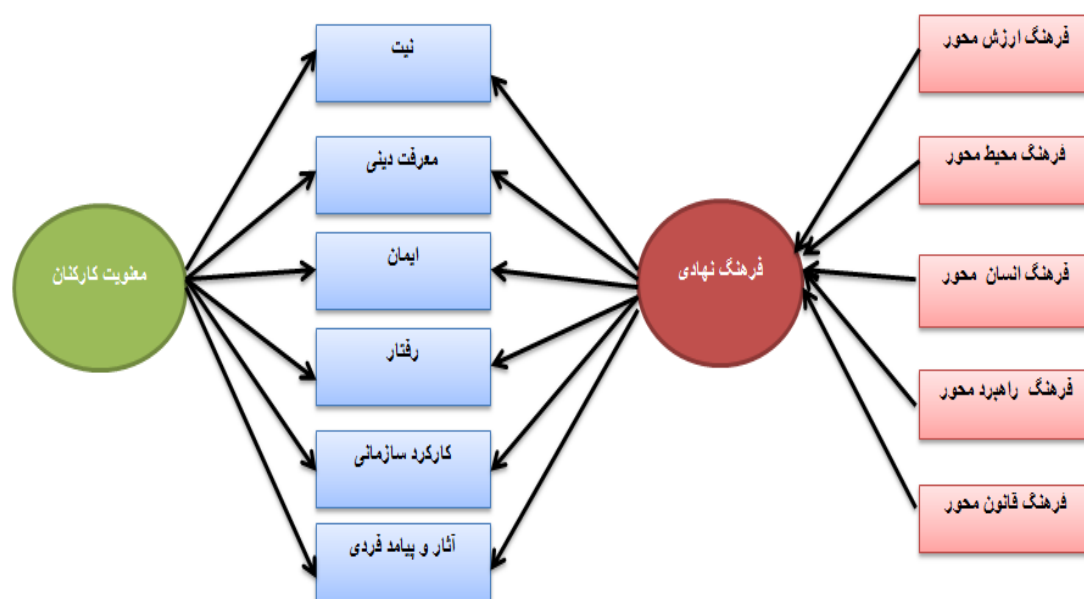 فرهنگ ارزش محور
فرهنگ محیط محور
فرهنگ انسان محور
فرهنگ راهبرد محور
فرهنگ قانون محور
فرهنگ نهادی
نیت
معرفت دینی
ایمان
رفتار
کارکرد سازمانی
آثار و پیامد فردی
معنویت کارکنان